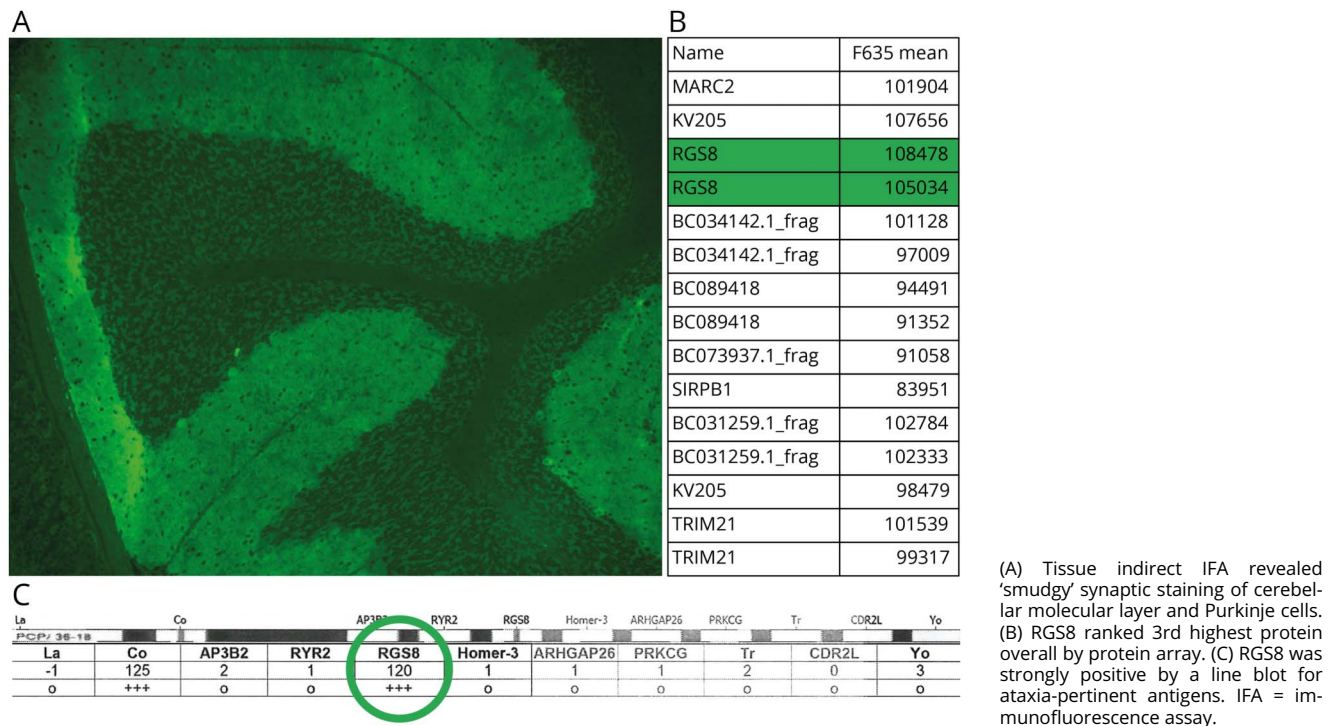 A
B
Name F635 mean
MARC2 101904
KV205 107656
RGS8 108478
RGS8 105034
BC034142.1_frag 101128
BC034142.1_frag 97009
BC089418 94491
BC089418 91352
BC073937.1_frag 91058
SIRPB1 83951
BC031259.1_frag 102784
BC031259.1_frag 102333
KV205 98479
TRIM21 101539
TRIM21 99317
C
La Co AP3B2 RYR2 RGS8 Homer-3 ARHGAP26 PRKCG Tr CDR2L Yo
PCP/ 36-18
La Co AP3B2 RYR2 RGS8 Homer-3 ARHGAP26 PRKCG Tr CDR2L Yo
-1 125 2 1 120 1 1 1 2 0 3
o +++ o o +++ o o o o o o
(A) Tissue indirect IFA revealed
‘smudgy’ synaptic staining of cerebel-
lar molecular layer and Purkinje cells.
(B) RGS8 ranked 3rd highest protein
overall by protein array. (C) RGS8 was
strongly positive by a line blot for
ataxia-pertinent antigens. IFA = im-
munofluorescence assay.